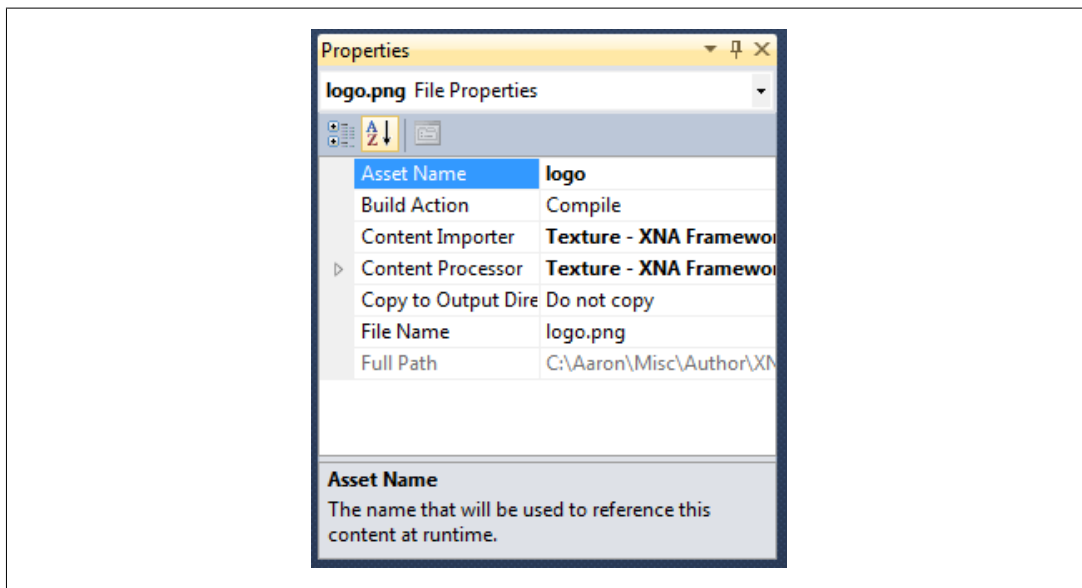 Properties
logo.png File Properties
Asset Name logo
Build Action Compile
Content Importer Texture - XNA Framewor
Content Processor Texture - XNA Framewor
Copy to Output Dire Do not copy
File Name logo.png
Full Path C:\Aaron\Misc\Author\XN
Asset Name
The name that will be used to reference this
content at runtime.